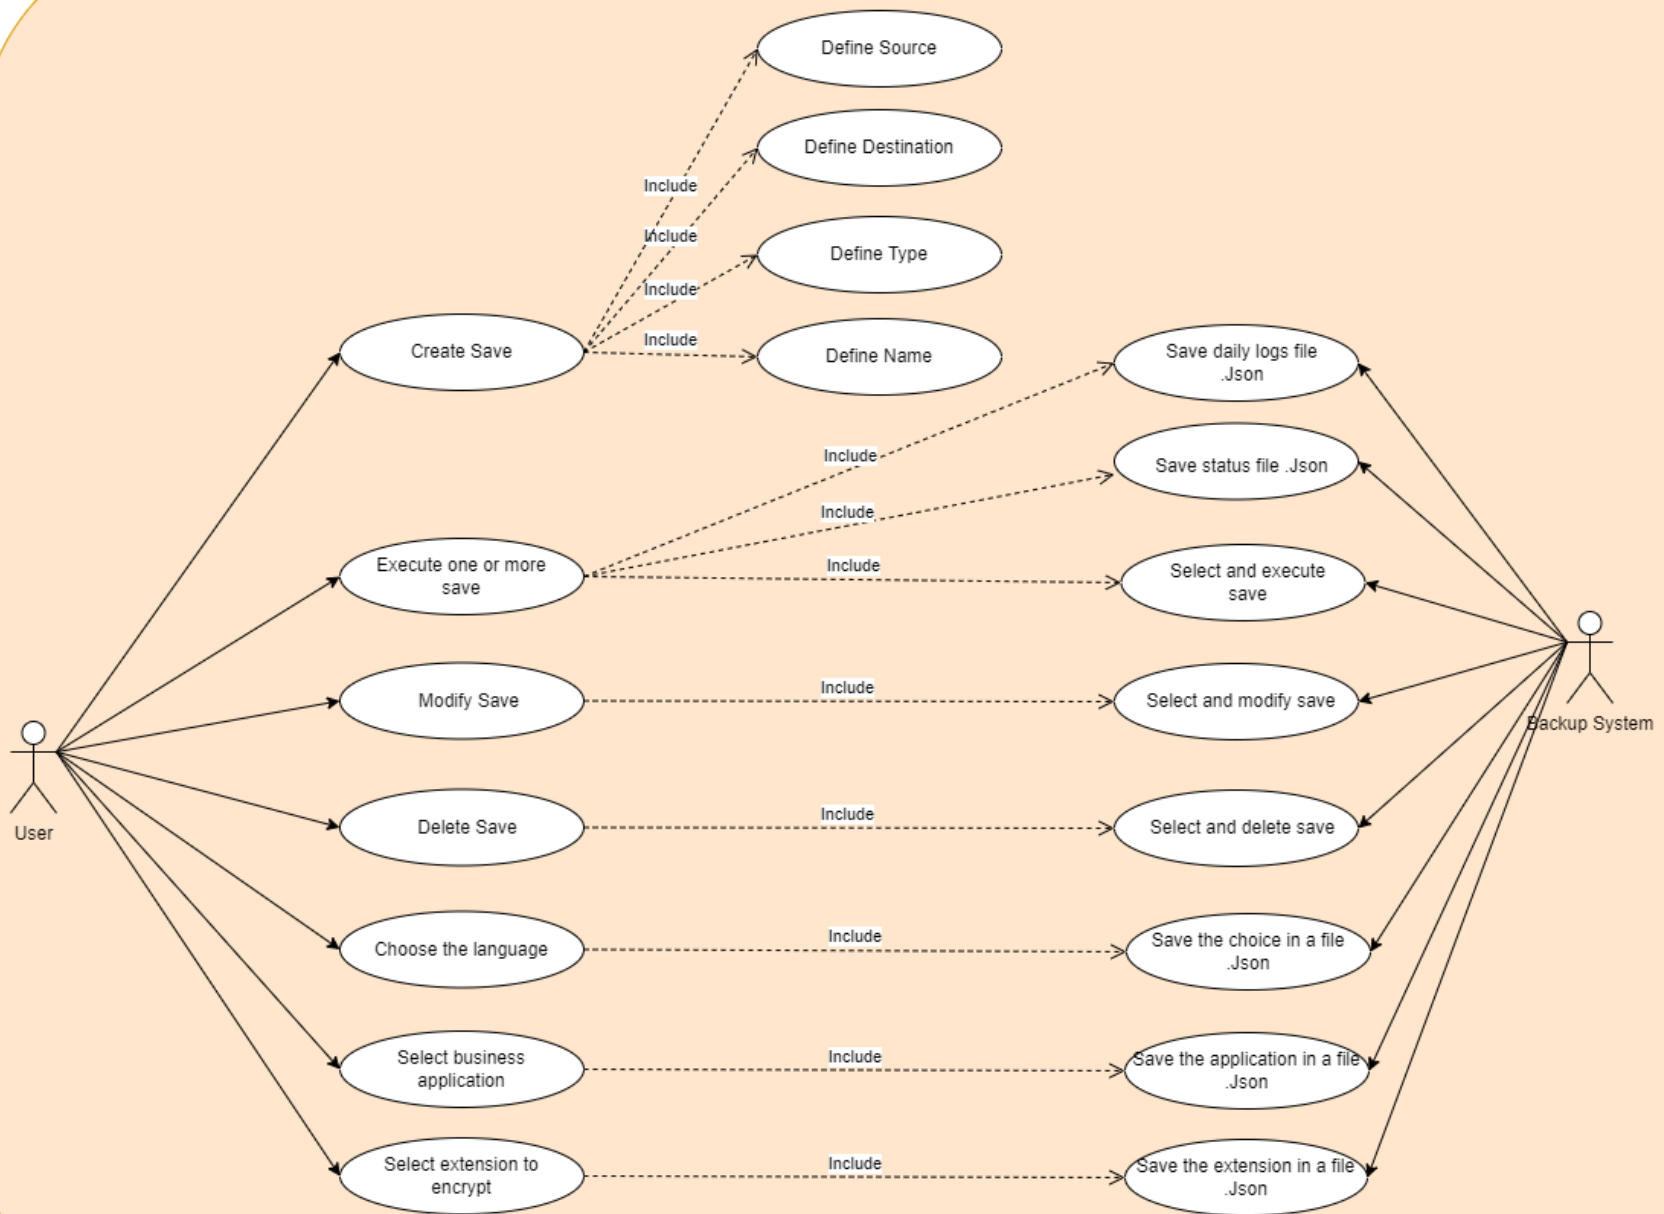 Define Source
Define Destination
Include
Include
Define Type
Include
Include
Create Save
Define Name
Save daily logs file
.Json
Include
Save status file .Json
Include
Execute one or more
save
Include
Select and execute
save
Modify Save
Include
Select and modify save
Backup System
User
Delete Save
Include
Select and delete save
Choose the language
Include
Save the choice in a file
.Json
Select business
application
Include
Save the application in a file
.Json
Select extension to
encrypt
Include
Save the extension in a file
.Json